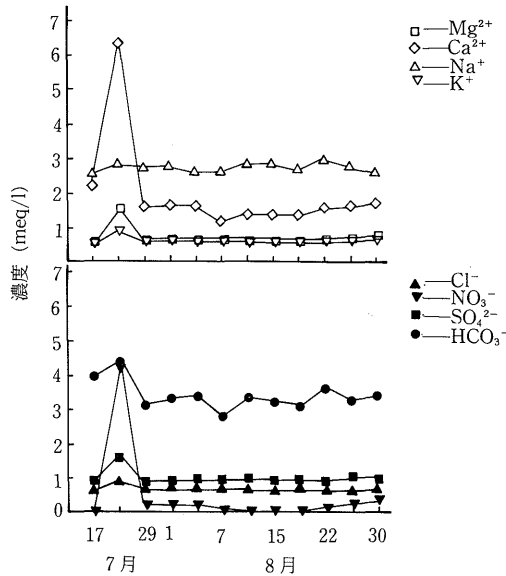 7
6
5
4
3
2
1
Mg²⁺
Ca²⁺
Na⁺
K⁺
濃度 (meq/l)
7
6
5
4
3
2
1
0
Cl⁻
NO₃⁻
SO₄²⁻
HCO₃⁻
17 29 1 7 15 22 30
7月 8月